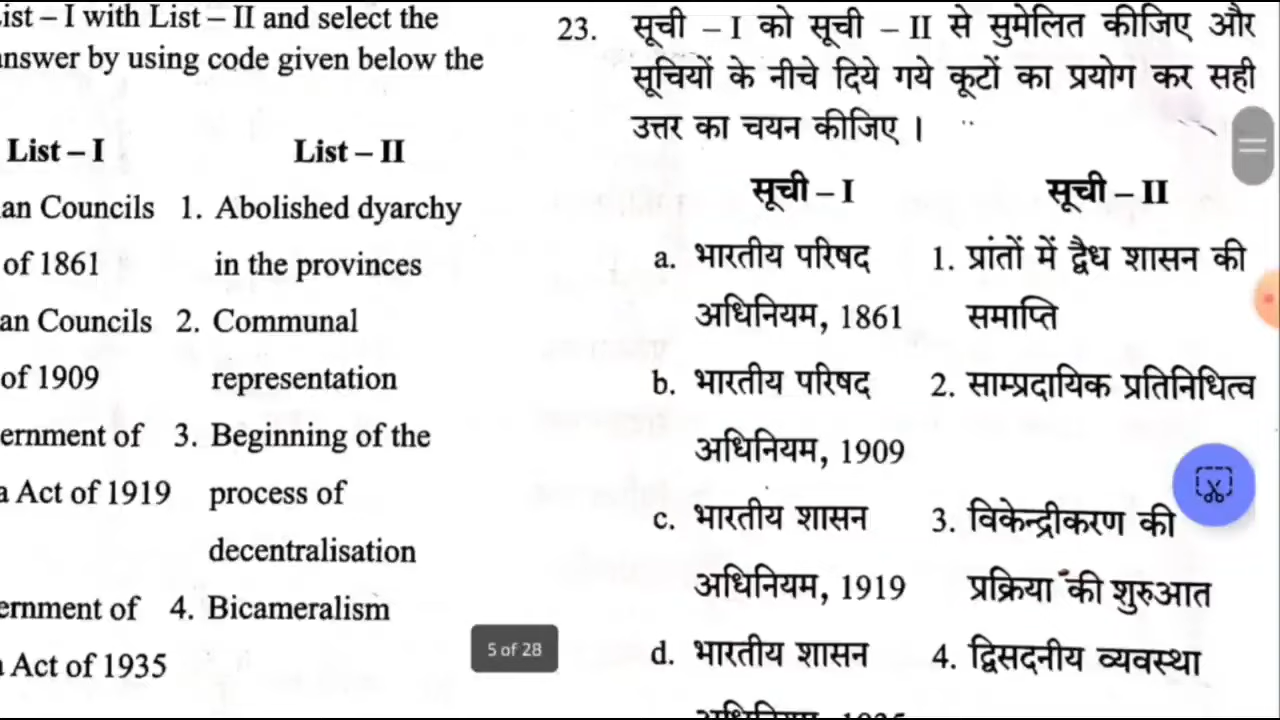 ist – I with List – II and select the
answer by using code given below the
List – I List – II
an Councils 1. Abolished dyarchy
of 1861 in the provinces
an Councils 2. Communal
of 1909 representation
ernment of 3. Beginning of the
a Act of 1919 process of
decentralisation
ernment of 4. Bicameralism
Act of 1935
5 of 28
23. सूची – I को सूची – II से सुमेलित कीजिए और
सूचियों के नीचे दिये गये कूटों का प्रयोग कर सही
उत्तर का चयन कीजिए ।
सूची – I सूची – II
a. भारतीय परिषद 1. प्रांतों में द्वैध शासन की
अधिनियम, 1861 समाप्ति
b. भारतीय परिषद 2. साम्प्रदायिक प्रतिनिधित्व
अधिनियम, 1909
c. भारतीय शासन 3. विकेन्द्रीकरण की
अधिनियम, 1919 प्रक्रिया की शुरुआत
d. भारतीय शासन 4. द्विसदनीय व्यवस्था